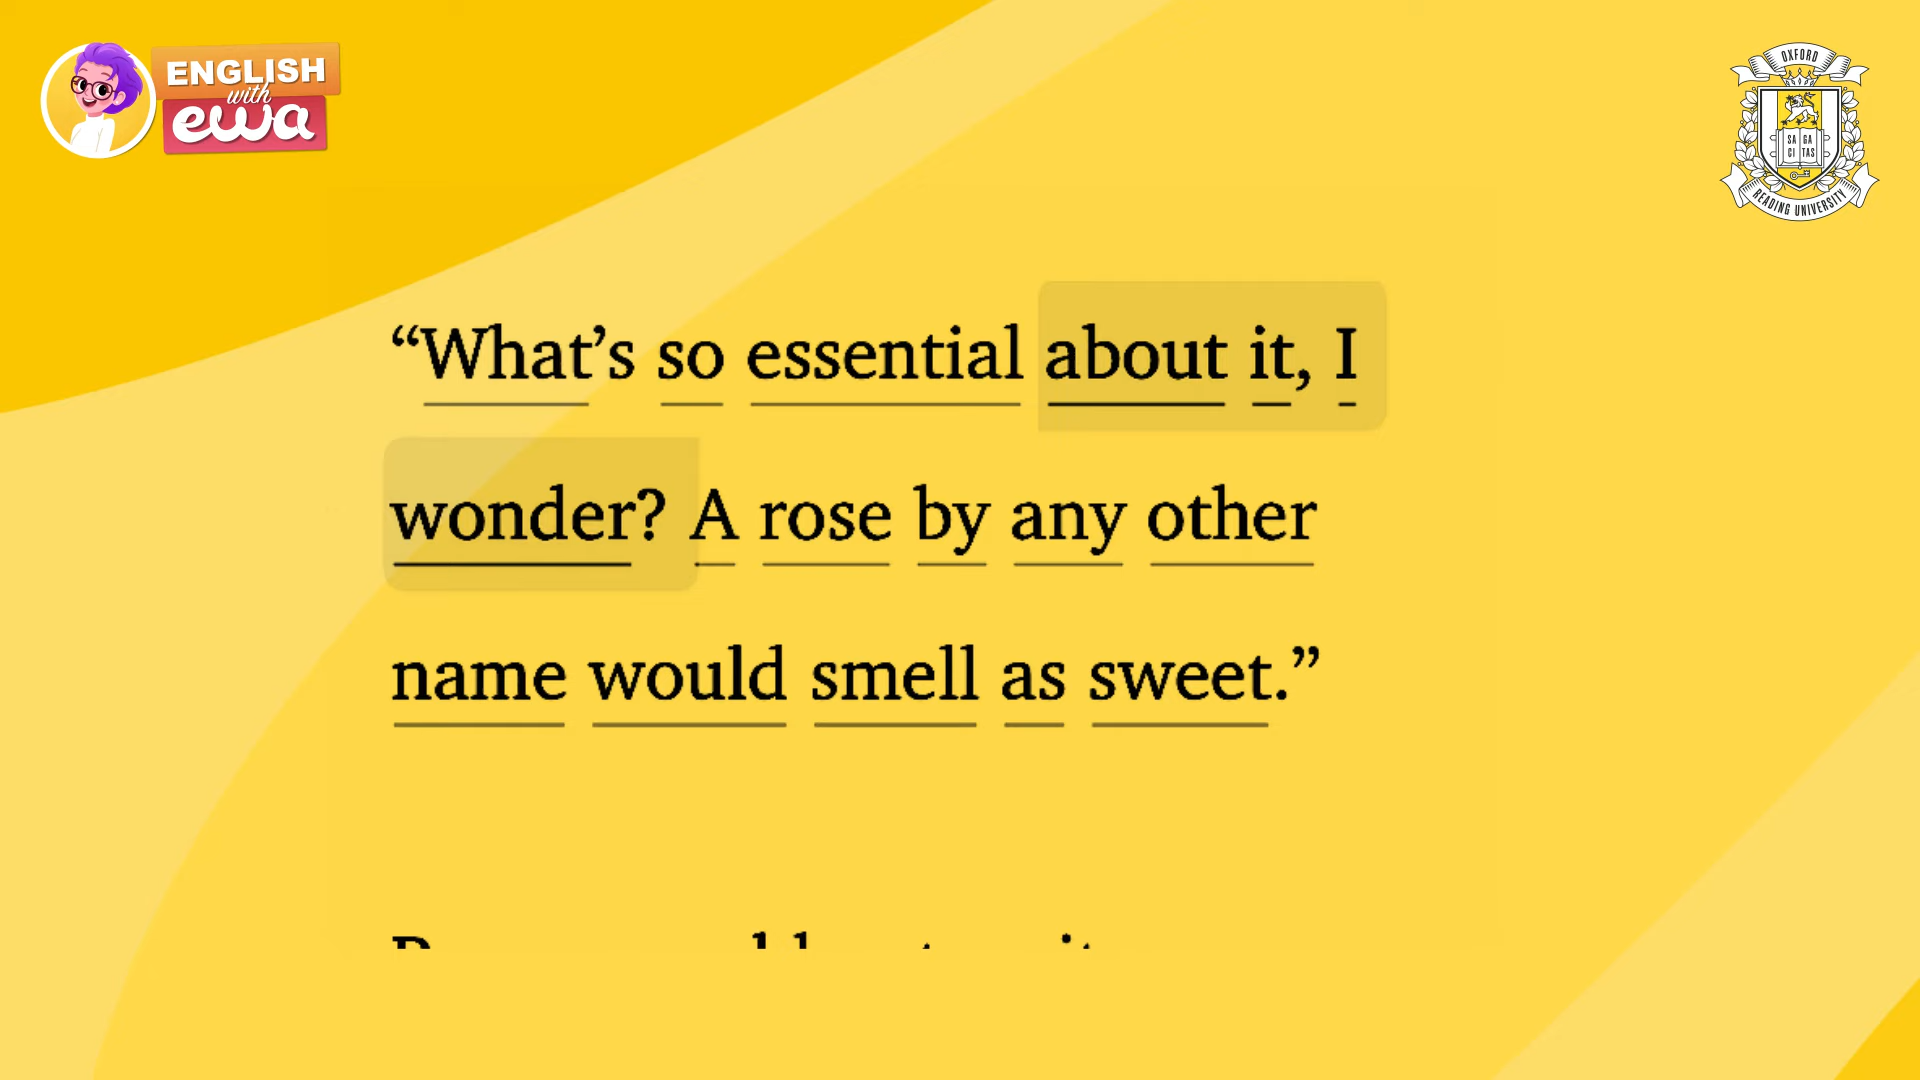 ENGLISH
with
ewa
OXFORD
SA GA
CI TAS
READING UNIVERSITY
“What’s so essential about it, I
wonder? A rose by any other
name would smell as sweet.”